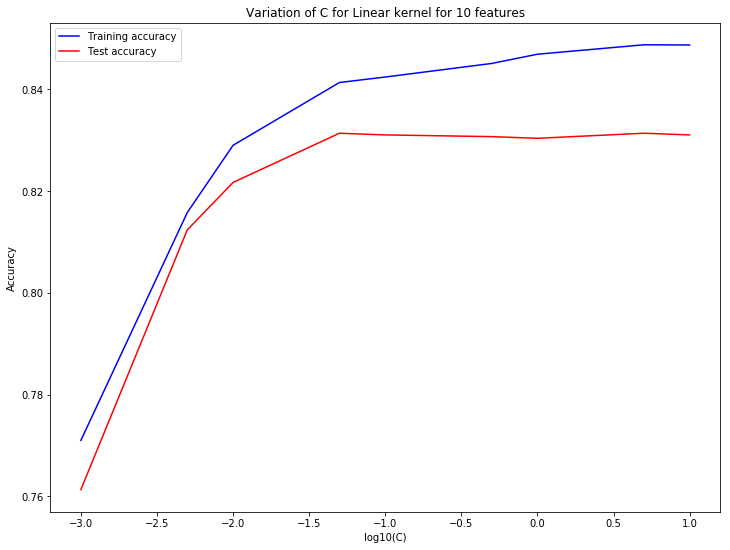 Variation of C for Linear kernel for 10 features
Training accuracy
Test accuracy
Accuracy
0.84
0.82
0.80
0.78
0.76
−3.0 −2.5 −2.0 −1.5 −1.0 −0.5 0.0 0.5 1.0
log10(C)